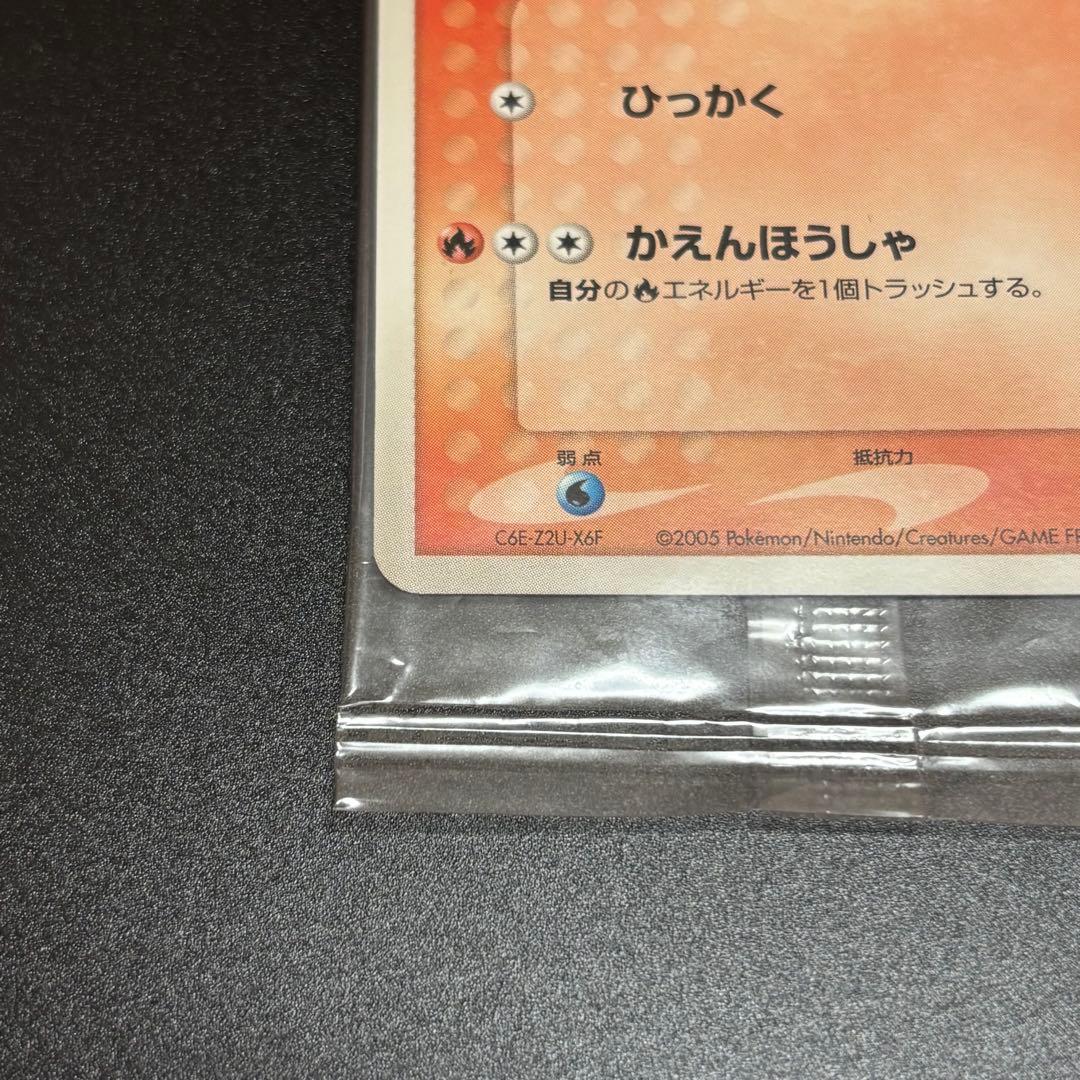 ひっかく
かえんほうしゃ
自分のエネルギーを1個トラッシュする。
弱点 抵抗力
C6E-Z2U-X6F ©2005 Pokémon/Nintendo/Creatures/GAME